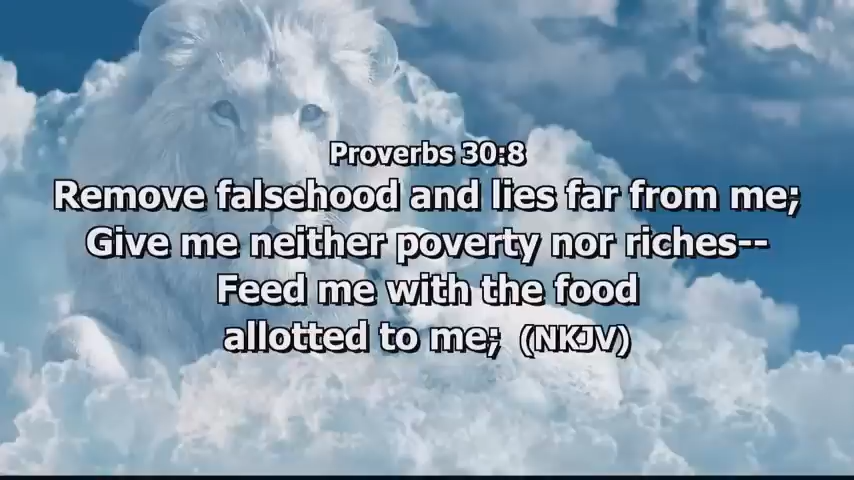 Proverbs 30:8
Remove falsehood and lies far from me;
Give me neither poverty nor riches--
Feed me with the food
allotted to me; (NKJV)